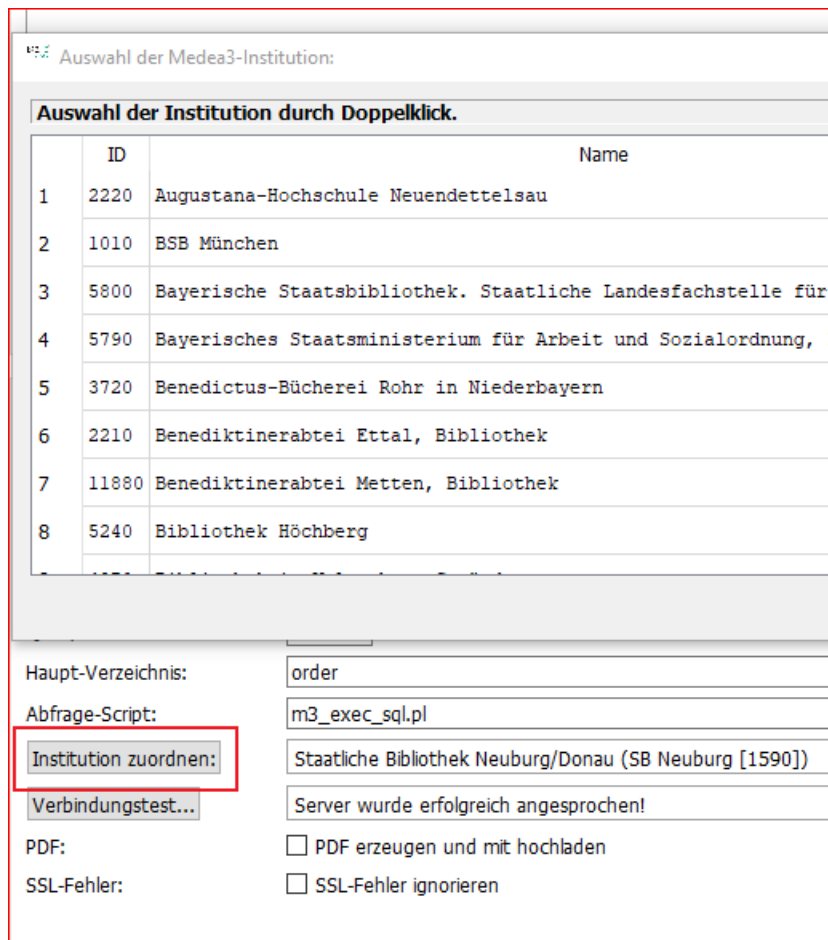 Auswahl der Medea3-Institution:
Auswahl der Institution durch Doppelklick.
ID Name
1 2220 Augustana-Hochschule Neuendettelsau
2 1010 BSB München
3 5800 Bayerische Staatsbibliothek. Staatliche Landesfachstelle für
4 5790 Bayerisches Staatsministerium für Arbeit und Sozialordnung,
5 3720 Benedictus-Bücherei Rohr in Niederbayern
6 2210 Benediktinerabtei Ettal, Bibliothek
7 11880 Benediktinerabtei Metten, Bibliothek
8 5240 Bibliothek Höchberg
Haupt-Verzeichnis: order
Abfrage-Script: m3_exec_sql.pl
Institution zuordnen: Staatliche Bibliothek Neuburg/Donau (SB Neuburg [1590])
Verbindungstest... Server wurde erfolgreich angesprochen!
PDF: PDF erzeugen und mit hochladen
SSL-Fehler: SSL-Fehler ignorieren